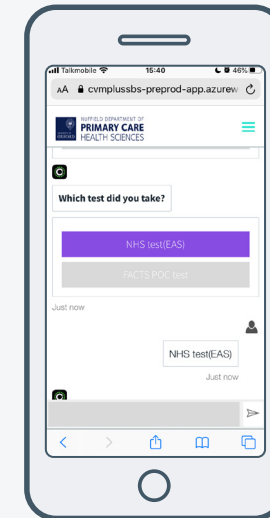 Talkmobile 15:40 46%
AA cvmplussbs-preprod-app.azurew
NUFFIELD DEPARTMENT OF
PRIMARY CARE
HEALTH SCIENCES
Which test did you take?
NHS test(EAS)
FACTS POC test
Just now
NHS test(EAS)
Just now